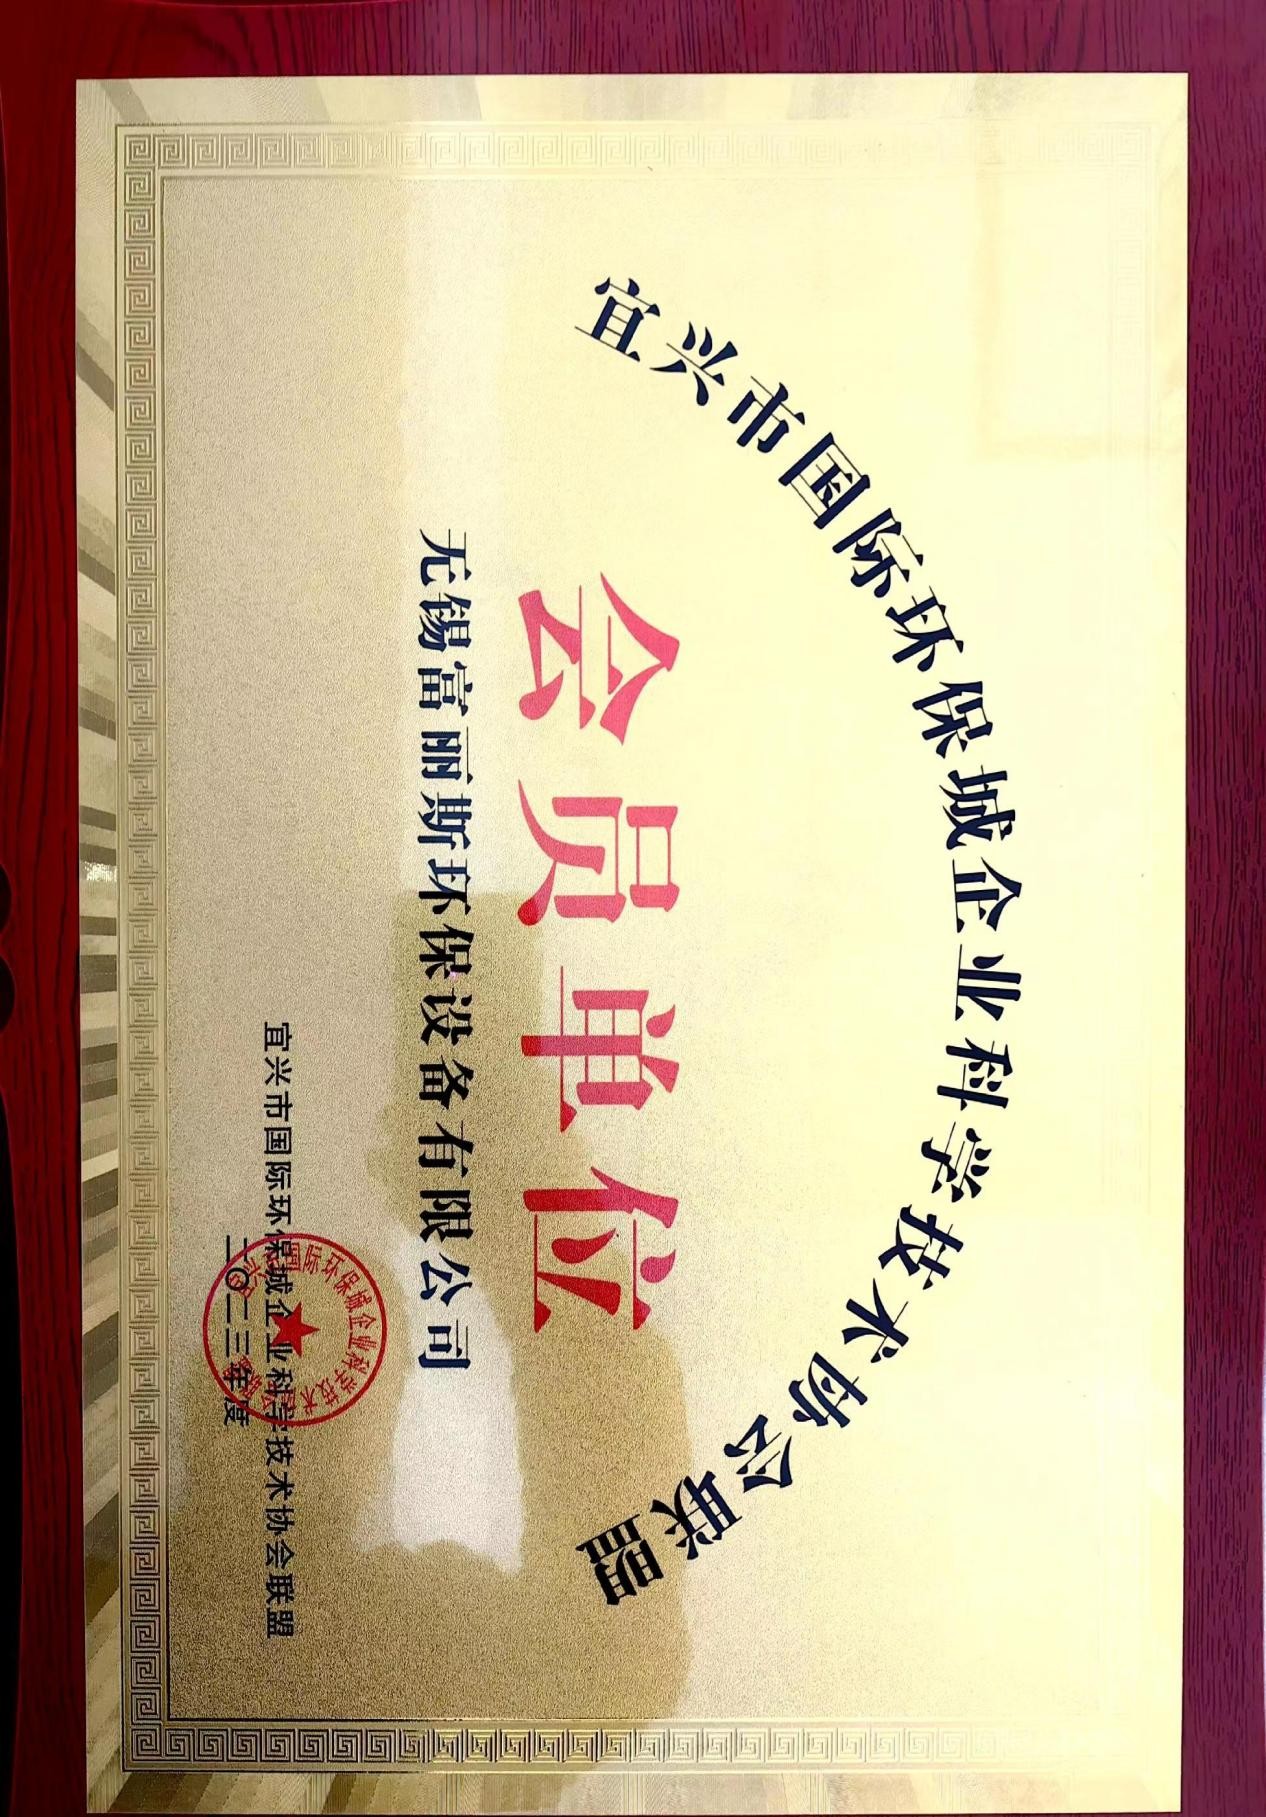 宜兴市国际环保城企业科学技术协会联盟
会员单位
无锡富丽斯环保设备有限公司
宜兴市国际环保城企业科学技术协会联盟
二〇二三年度